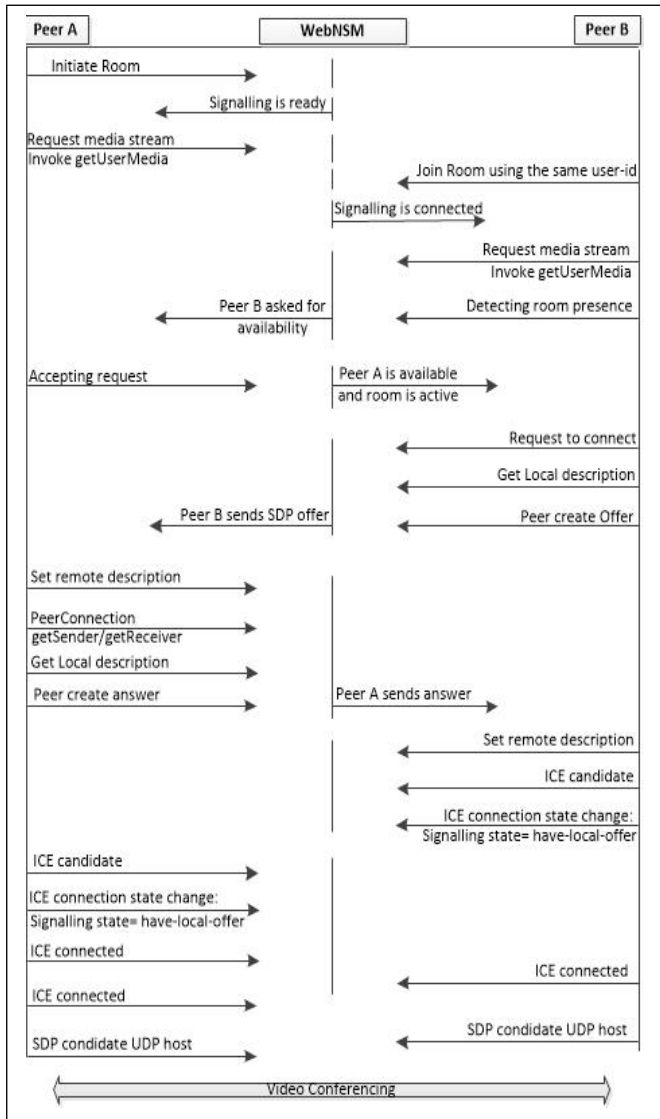 Peer A
WebNSM
Peer B
Initiate Room
Signalling is ready
Request media stream
Invoke getUserMedia
Join Room using the same user-id
Signalling is connected
Request media stream
Invoke getUserMedia
Peer B asked for
availability
Detecting room presence
Accepting request
Peer A is available
and room is active
Request to connect
Get Local description
Peer B sends SDP offer
Peer create Offer
Set remote description
PeerConnection
getSender/getReceiver
Get Local description
Peer create answer
Peer A sends answer
Set remote description
ICE candidate
ICE connection state change:
Signalling state= have-local-offer
ICE candidate
ICE connection state change:
Signalling state= have-local-offer
ICE connected
ICE connected
ICE connected
SDP candidate UDP host
SDP candidate UDP host
Video Conferencing